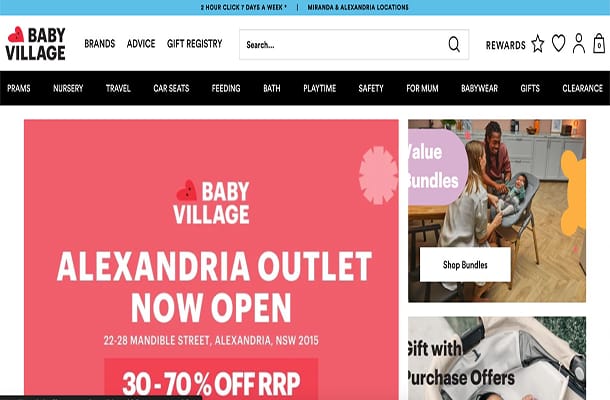 2 HOUR CLICK 7 DAYS A WEEK * | MIRANDA & ALEXANDRIA LOCATIONS
BABY
VILLAGE
BRANDS ADVICE GIFT REGISTRY
Search...
REWARDS
0
PRAMS NURSERY TRAVEL CAR SEATS FEEDING BATH PLAYTIME SAFETY FOR MUM BABYWEAR GIFTS CLEARANCE
BABY
VILLAGE
ALEXANDRIA OUTLET
NOW OPEN
22-28 MANDIBLE STREET, ALEXANDRIA, NSW 2015
30-70% OFF RRP
Value
Bundles
Shop Bundles
Gift with
Purchase Offers